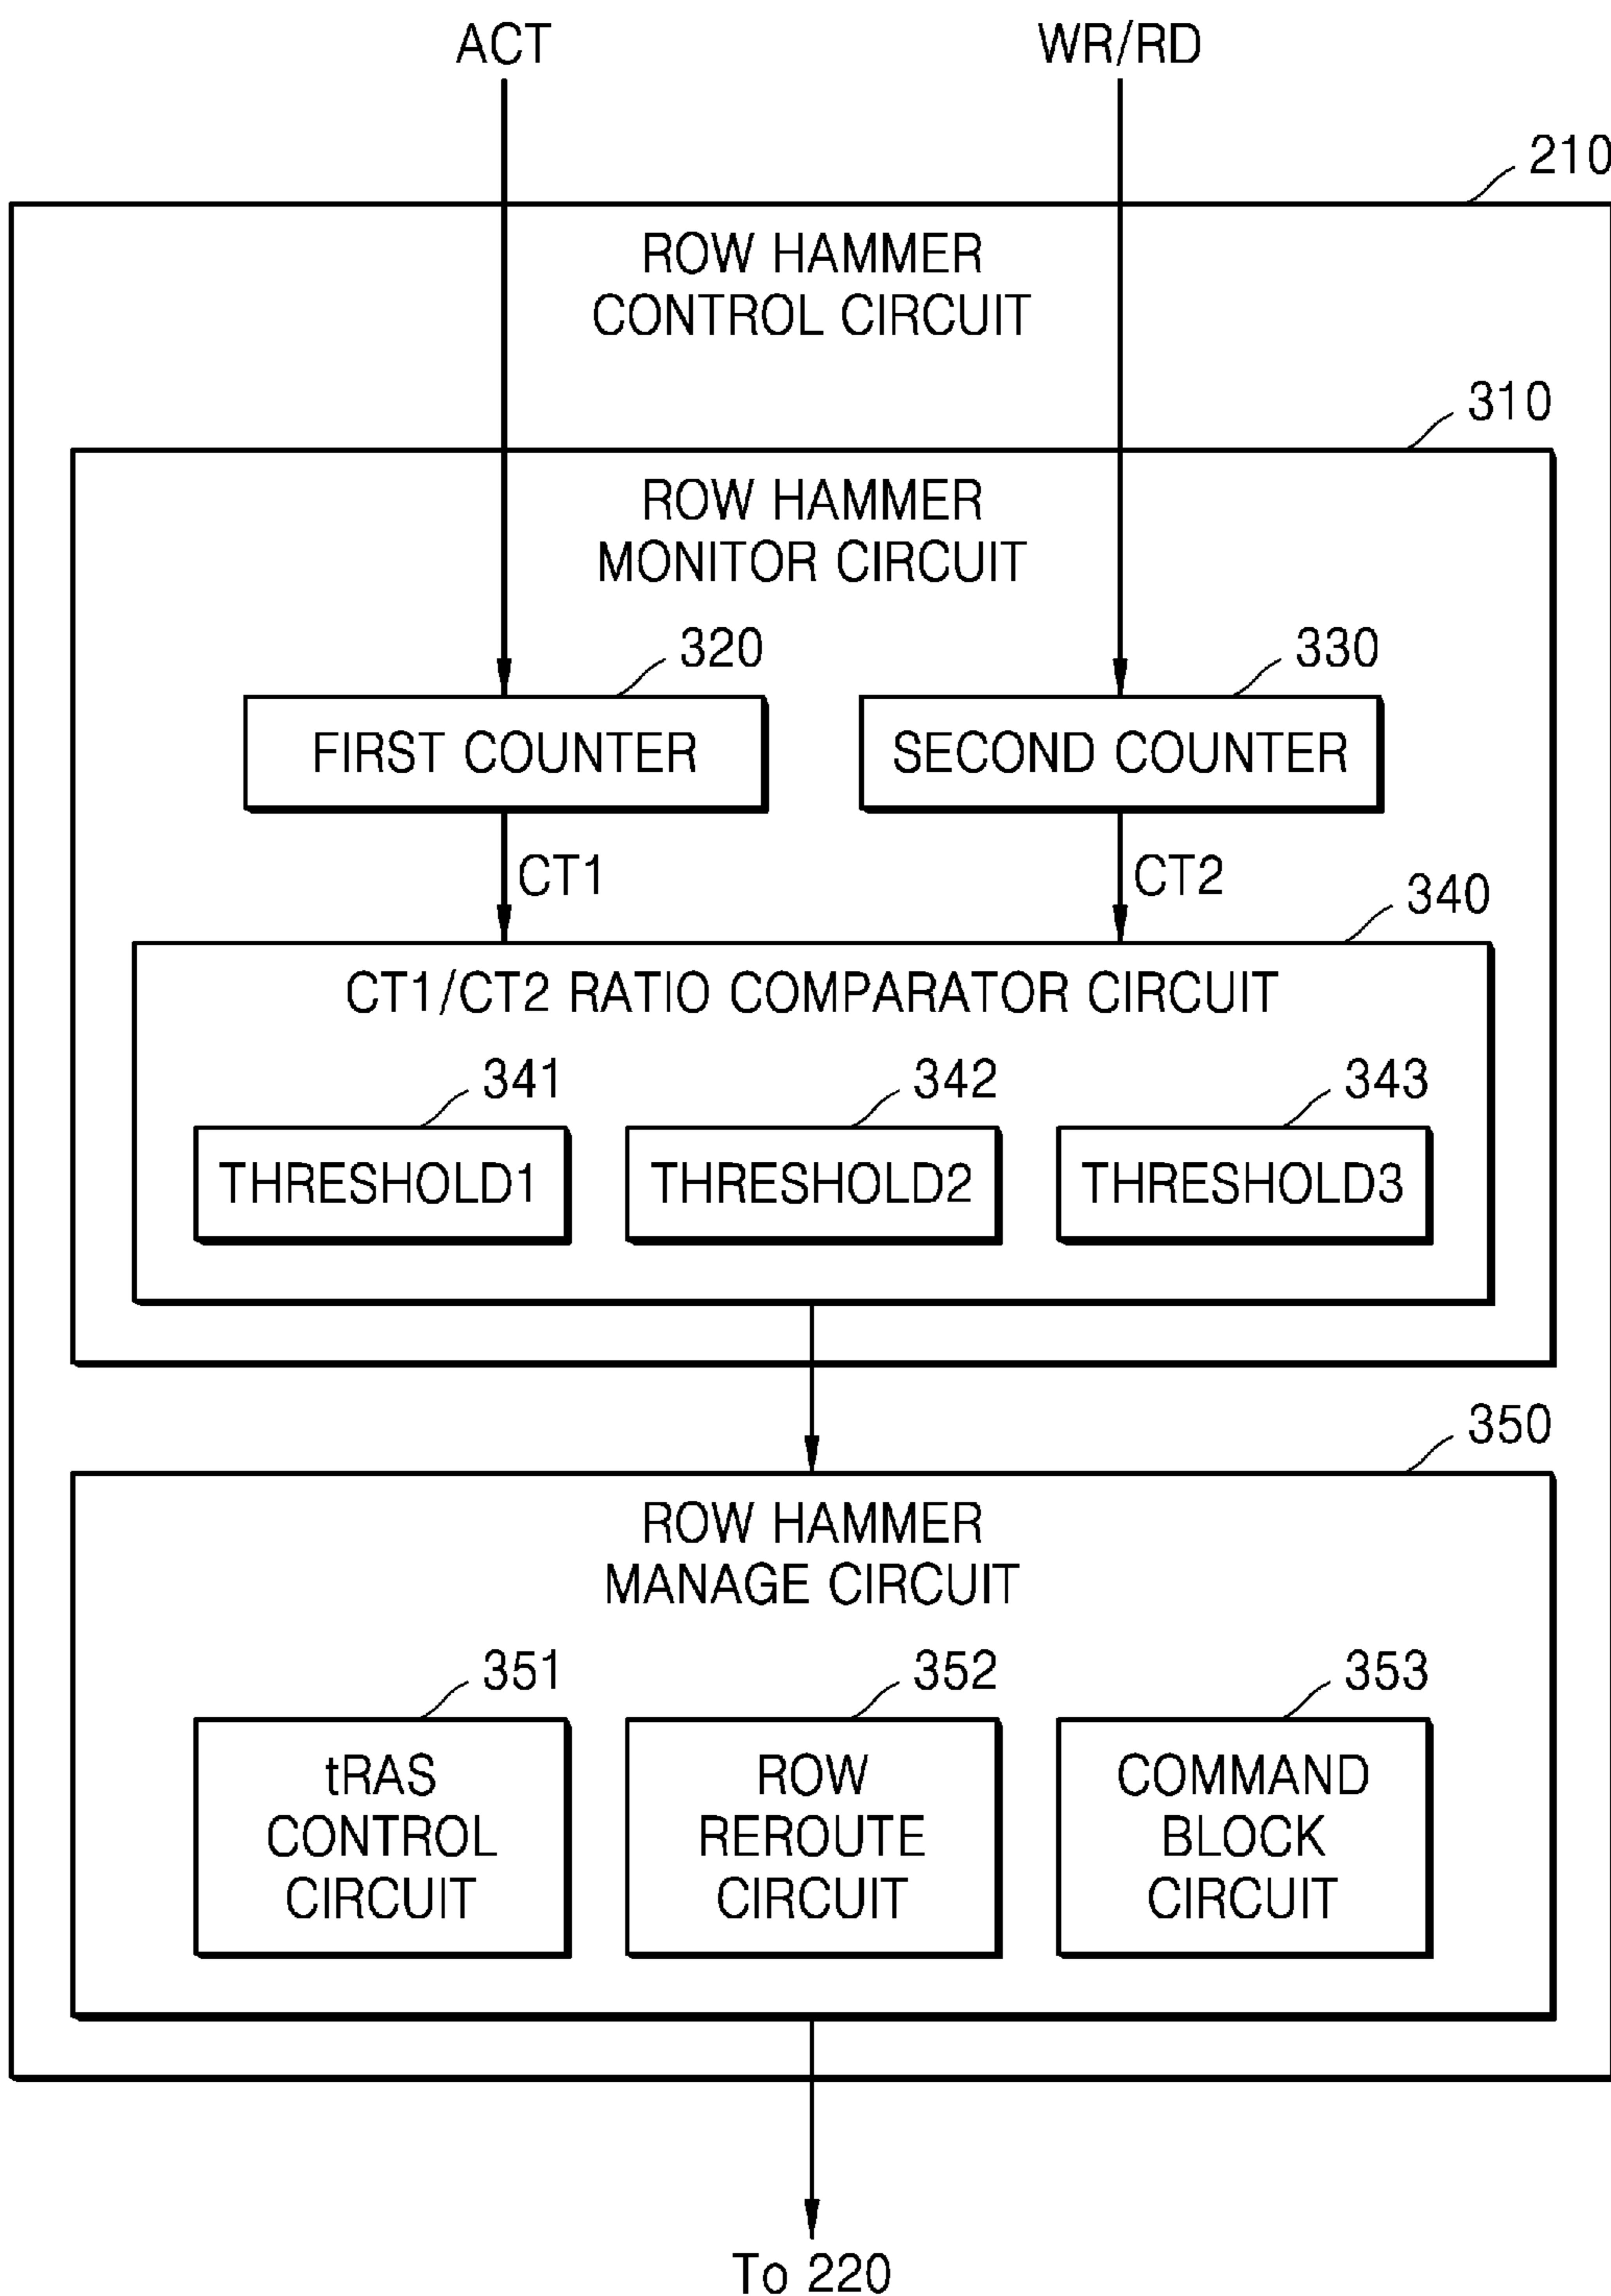 ACT
WR/RD
210
ROW HAMMER
CONTROL CIRCUIT
310
ROW HAMMER
MONITOR CIRCUIT
320
330
FIRST COUNTER
SECOND COUNTER
CT1
CT2
340
CT1/CT2 RATIO COMPARATOR CIRCUIT
341
342
343
THRESHOLD1
THRESHOLD2
THRESHOLD3
350
ROW HAMMER
MANAGE CIRCUIT
351
352
353
tRAS
CONTROL
CIRCUIT
ROW
REROUTE
CIRCUIT
COMMAND
BLOCK
CIRCUIT
To 220